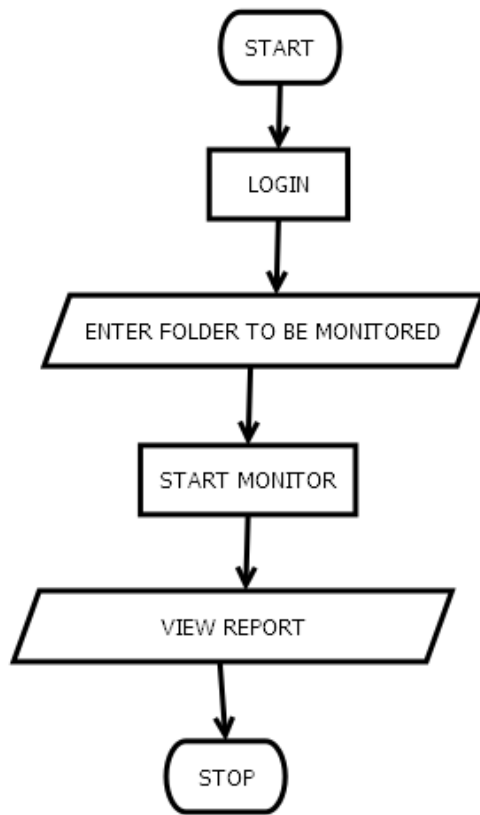 START
LOGIN
ENTER FOLDER TO BE MONITORED
START MONITOR
VIEW REPORT
STOP